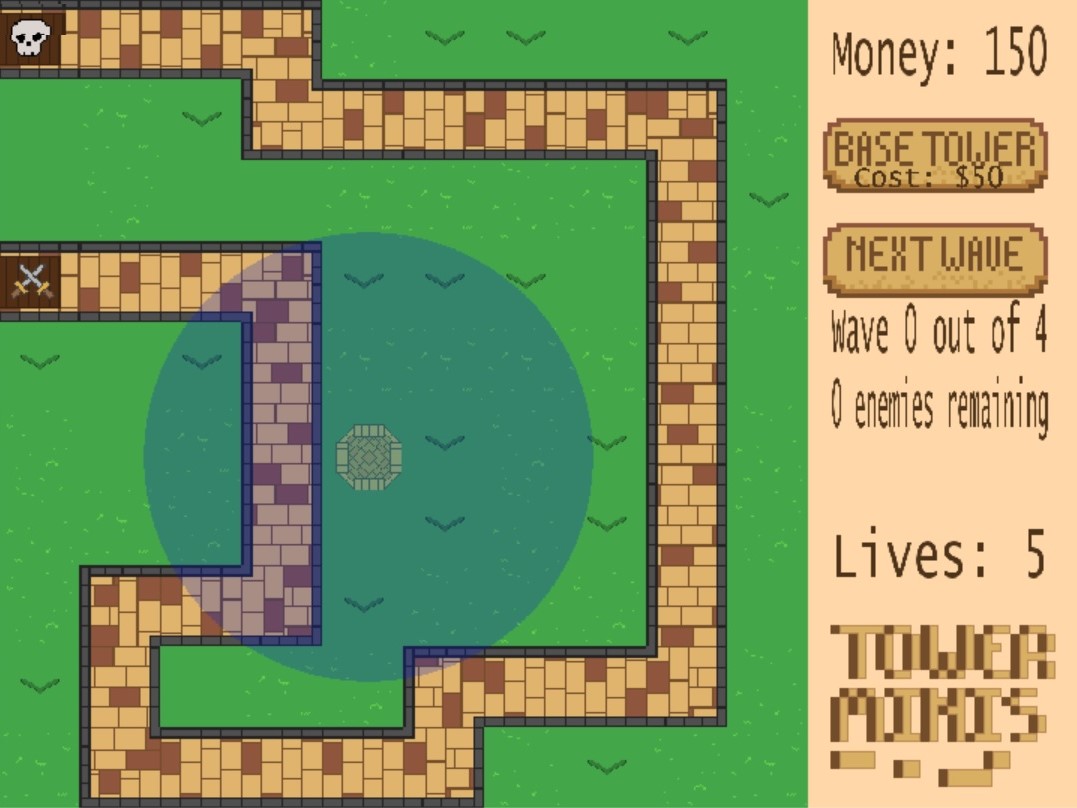 Money: 150
BASE TOWER
Cost: $50
NEXT WAVE
Wave 0 out of 4
0 enemies remaining
Lives: 5
TOWER
MINIS